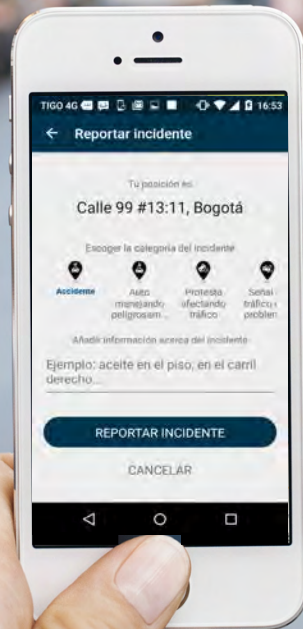 TIGO 4G 16:53
Reportar incidente
Tu posición es
Calle 99 #13:11, Bogotá
Escoger la categoría del incidente
Accidente
Auto
manejando
peligrosam...
Protesta
afectando
tráfico
Señal
tráfico
problem
Añadir información acerca del incidente
Ejemplo: aceite en el piso, en el carril
derecho...
REPORTAR INCIDENTE
CANCELAR